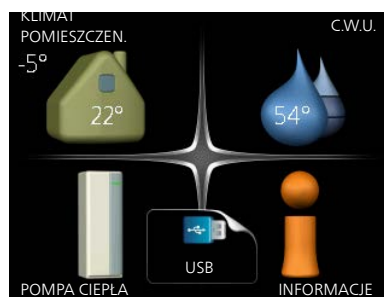 KLIMAT
POMIESZCZEN.
C.W.U.
-5°
22°
54°
USB
POMPA CIEPŁA
INFORMACJE